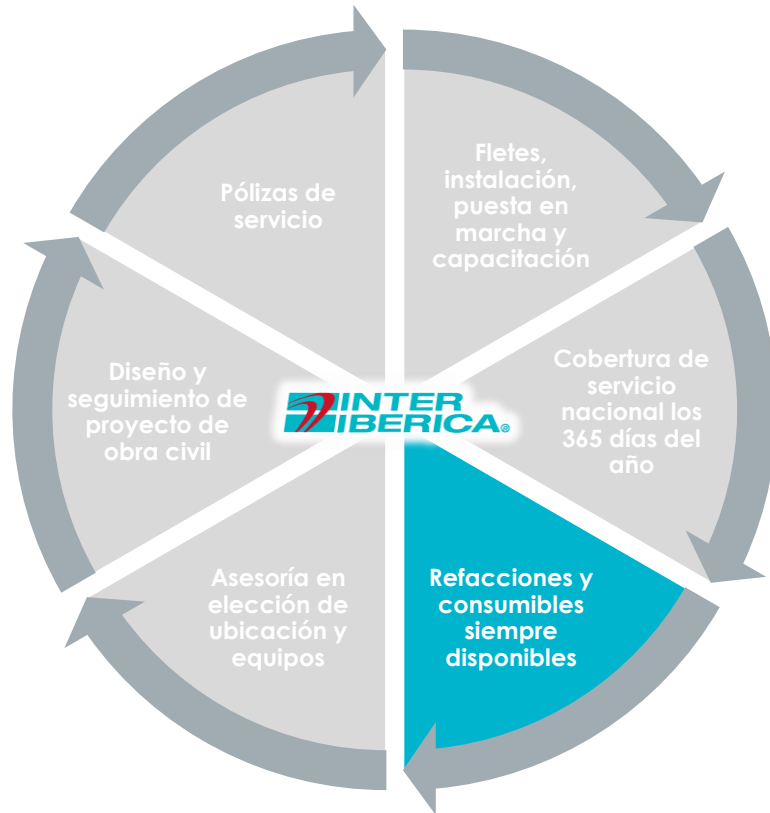 Pólizas de
servicio
Fletes,
instalación,
puesta en
marcha y
capacitación
Cobertura de
servicio
nacional los
365 días del
año
Refacciones y
consumibles
siempre
disponibles
Asesoría en
elección de
ubicación y
equipos
Diseño y
seguimiento de
proyecto de
obra civil
INTER
IBERICA®